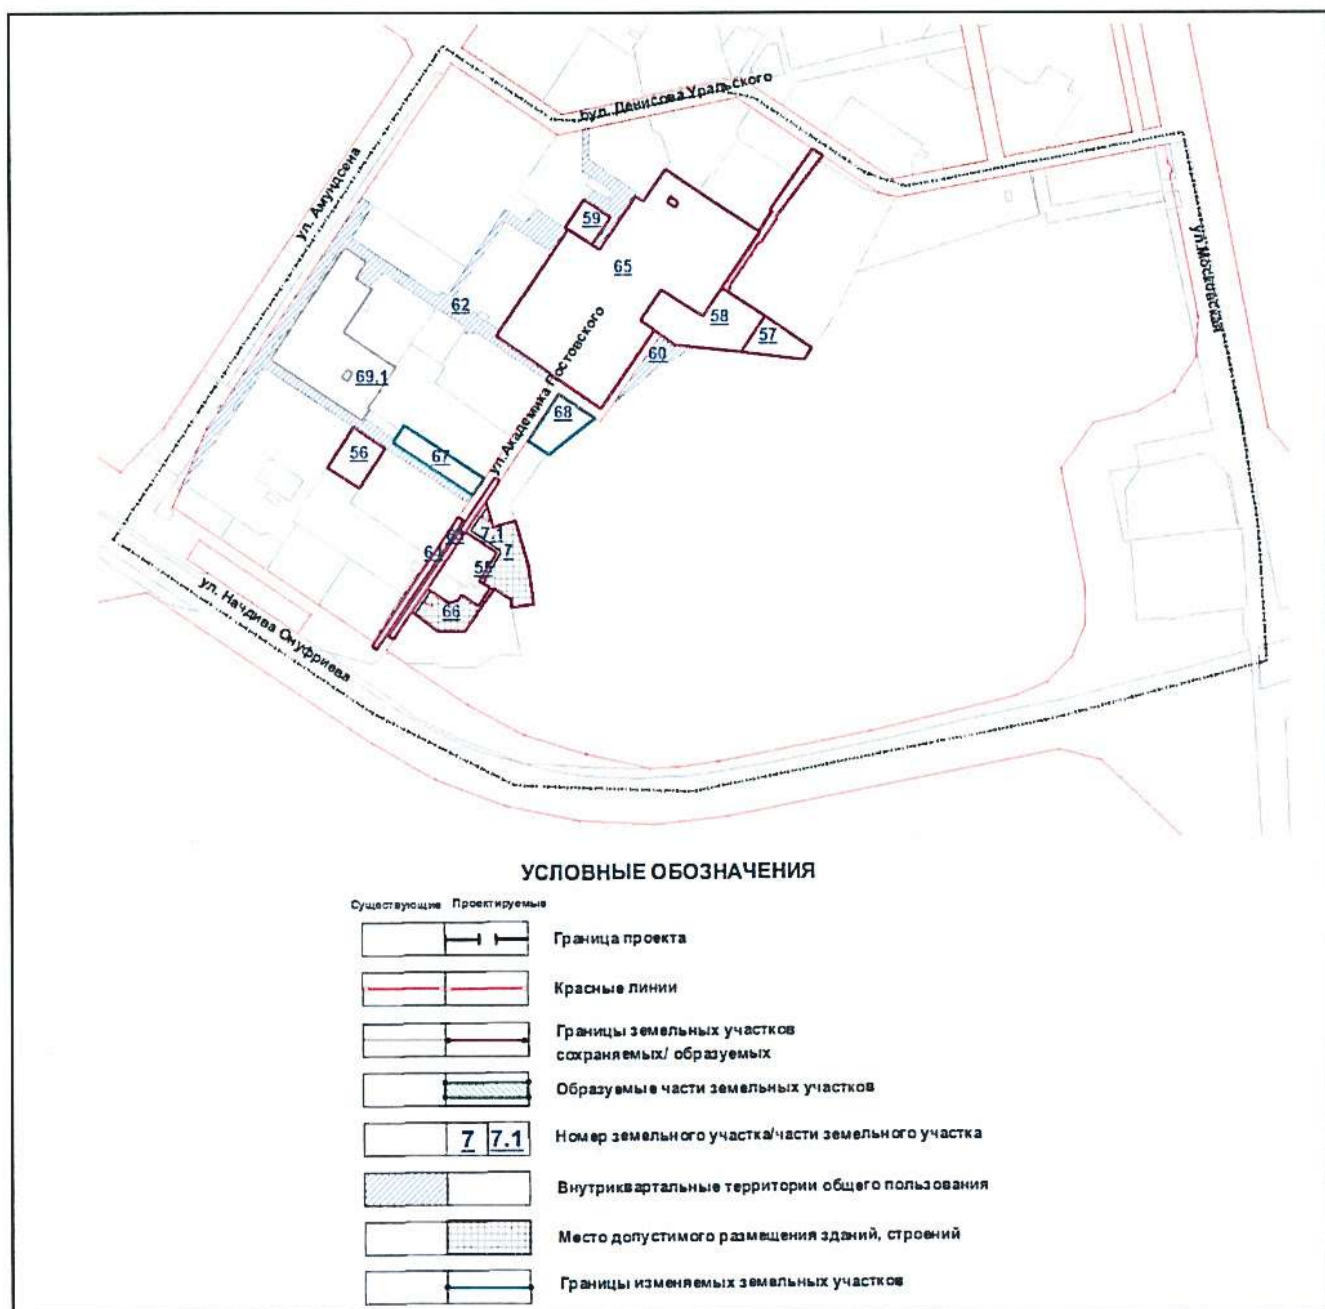 бул. Денисова Уральского
ул. Амундсена
ул. Московская
59
65
62
58
57
60
ул. Академика Постовского
69.1
68
56
67
63
7.1
7
64
55
66
ул. Начдива Онуфриева
УСЛОВНЫЕ ОБОЗНАЧЕНИЯ
Существующие Проектируемые
Граница проекта
Красные линии
Границы земельных участков
сохраняемых/ образуемых
Образуемые части земельных участков
7 7.1 Номер земельного участка/части земельного участка
Внутриквартальные территории общего пользования
Место допустимого размещения зданий, строений
Границы изменяемых земельных участков